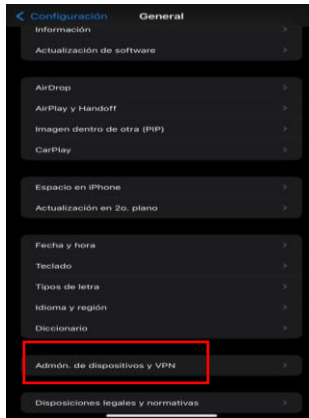 Configuración General
Información
Actualización de software
AirDrop
AirPlay y Handoff
Imagen dentro de otra (PIP)
CarPlay
Espacio en iPhone
Actualización en 2o. plano
Fecha y hora
Teclado
Tipos de letra
Idioma y región
Diccionario
Admón. de dispositivos y VPN
Disposiciones legales y normativas